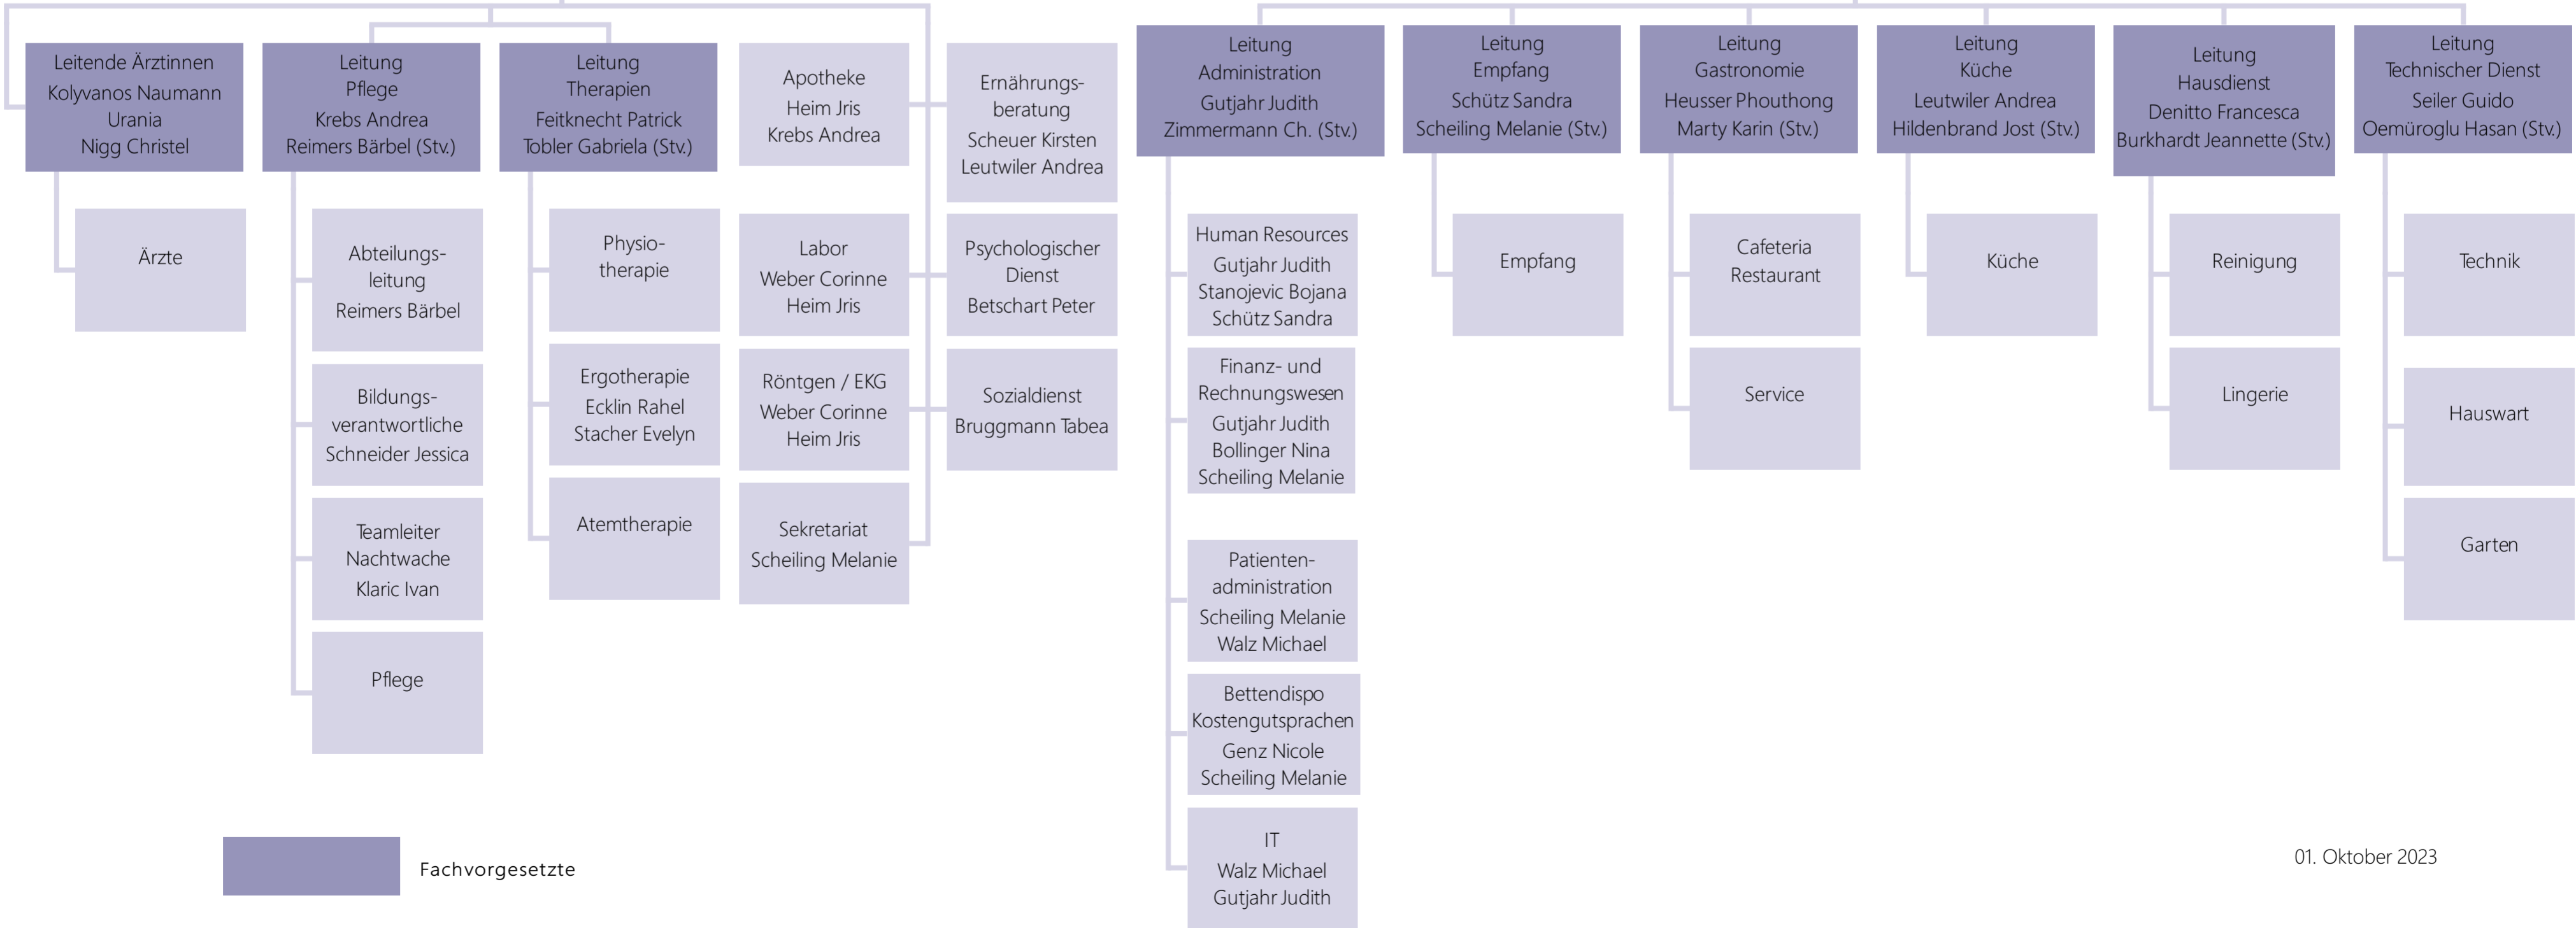 Leitende Ärztinnen
Kolyvanos Naumann
Urania
Nigg Christel
Ärzte
Leitung
Pflege
Krebs Andrea
Reimers Bärbel (Stv.)
Abteilungs-
leitung
Reimers Bärbel
Bildungs-
verantwortliche
Schneider Jessica
Teamleiter
Nachtwache
Klaric Ivan
Pflege
Leitung
Therapien
Feitknecht Patrick
Tobler Gabriela (Stv.)
Physio-
therapie
Ergotherapie
Ecklin Rahel
Stacher Evelyn
Atemtherapie
Apotheke
Heim Jris
Krebs Andrea
Labor
Weber Corinne
Heim Jris
Röntgen / EKG
Weber Corinne
Heim Jris
Sekretariat
Scheiling Melanie
Ernährungs-
beratung
Scheuer Kirsten
Leutwiler Andrea
Psychologischer
Dienst
Betschart Peter
Sozialdienst
Bruggmann Tabea
Leitung
Administration
Gutjahr Judith
Zimmermann Ch. (Stv.)
Human Resources
Gutjahr Judith
Stanojevic Bojana
Schütz Sandra
Finanz- und
Rechnungswesen
Gutjahr Judith
Bollinger Nina
Scheiling Melanie
Patienten-
administration
Scheiling Melanie
Walz Michael
Bettendispo
Kostengutsprachen
Genz Nicole
Scheiling Melanie
IT
Walz Michael
Gutjahr Judith
Leitung
Empfang
Schütz Sandra
Scheiling Melanie (Stv.)
Empfang
Leitung
Gastronomie
Heusser Phouthong
Marty Karin (Stv.)
Cafeteria
Restaurant
Service
Leitung
Küche
Leutwiler Andrea
Hildenbrand Jost (Stv.)
Küche
Leitung
Hausdienst
Denitto Francesca
Burkhardt Jeannette (Stv.)
Reinigung
Lingerie
Leitung
Technischer Dienst
Seiler Guido
Oemüroglu Hasan (Stv.)
Technik
Hauswart
Garten
Fachvorgesetzte
01. Oktober 2023